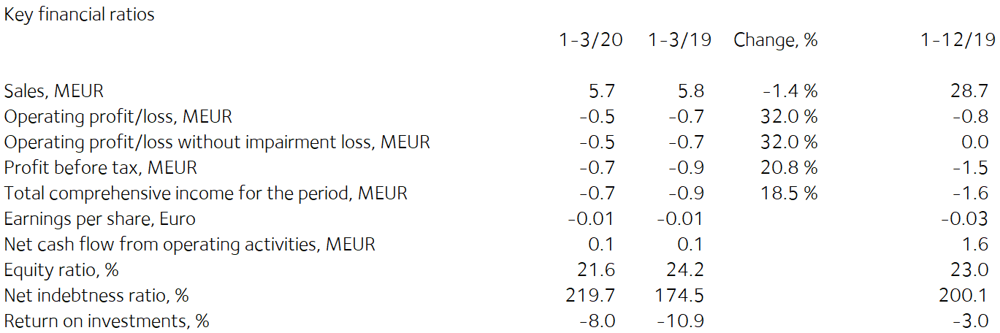 Key financial ratios
1-3/20 1-3/19 Change, % 1-12/19
Sales, MEUR 5.7 5.8 -1.4 % 28.7
Operating profit/loss, MEUR -0.5 -0.7 32.0 % -0.8
Operating profit/loss without impairment loss, MEUR -0.5 -0.7 32.0 % 0.0
Profit before tax, MEUR -0.7 -0.9 20.8 % -1.5
Total comprehensive income for the period, MEUR -0.7 -0.9 18.5 % -1.6
Earnings per share, Euro -0.01 -0.01 -0.03
Net cash flow from operating activities, MEUR 0.1 0.1 1.6
Equity ratio, % 21.6 24.2 23.0
Net indebtness ratio, % 219.7 174.5 200.1
Return on investments, % -8.0 -10.9 -3.0